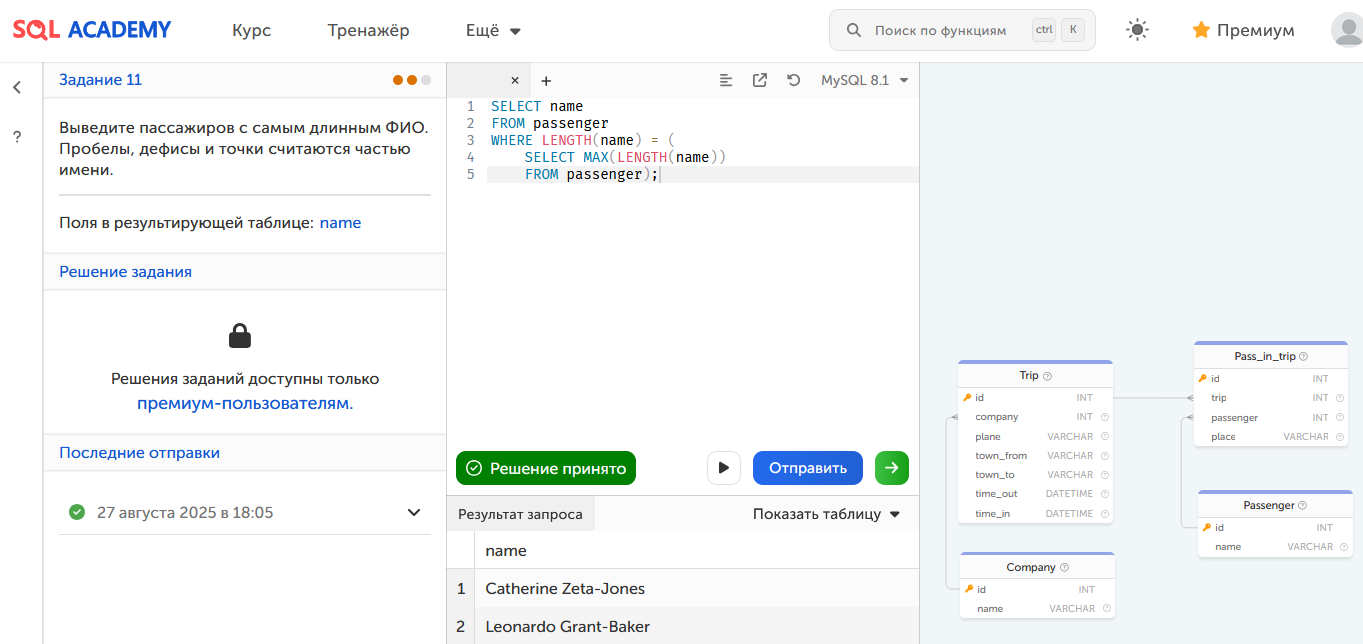 SQL ACADEMY
Курс
Тренажёр
Ещё
Поиск по функциям
ctrl
K
Премиум
Задание 11
Выведите пассажиров с самым длинным ФИО.
Пробелы, дефисы и точки считаются частью
имени.
Поля в результирующей таблице: name
Решение задания
Решения заданий доступны только
премиум-пользователям.
Последние отправки
27 августа 2025 в 18:05
?
×
+
MySQL 8.1
1 SELECT name
2 FROM passenger
3 WHERE LENGTH(name) = (
4 SELECT MAX(LENGTH(name))
5 FROM passenger);
Решение принято
Отправить
Результат запроса
Показать таблицу
name
1 Catherine Zeta-Jones
2 Leonardo Grant-Baker
Trip ?
id INT
company INT ?
plane VARCHAR ?
town_from VARCHAR ?
town_to VARCHAR ?
time_out DATETIME ?
time_in DATETIME ?
Company ?
id INT
name VARCHAR ?
Pass_in_trip ?
id INT
trip INT ?
passenger INT ?
place VARCHAR ?
Passenger ?
id INT
name VARCHAR ?